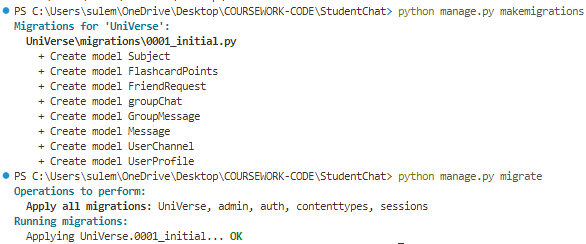 PS C:\Users\sulem\OneDrive\Desktop\COURSEWORK-CODE\StudentChat> python manage.py makemigrations
Migrations for 'UniVerse':
UniVerse\migrations\0001_initial.py
+ Create model Subject
+ Create model FlashcardPoints
+ Create model FriendRequest
+ Create model groupChat
+ Create model GroupMessage
+ Create model Message
+ Create model UserChannel
+ Create model UserProfile
PS C:\Users\sulem\OneDrive\Desktop\COURSEWORK-CODE\StudentChat> python manage.py migrate
Operations to perform:
Apply all migrations: UniVerse, admin, auth, contenttypes, sessions
Running migrations:
Applying UniVerse.0001_initial... OK